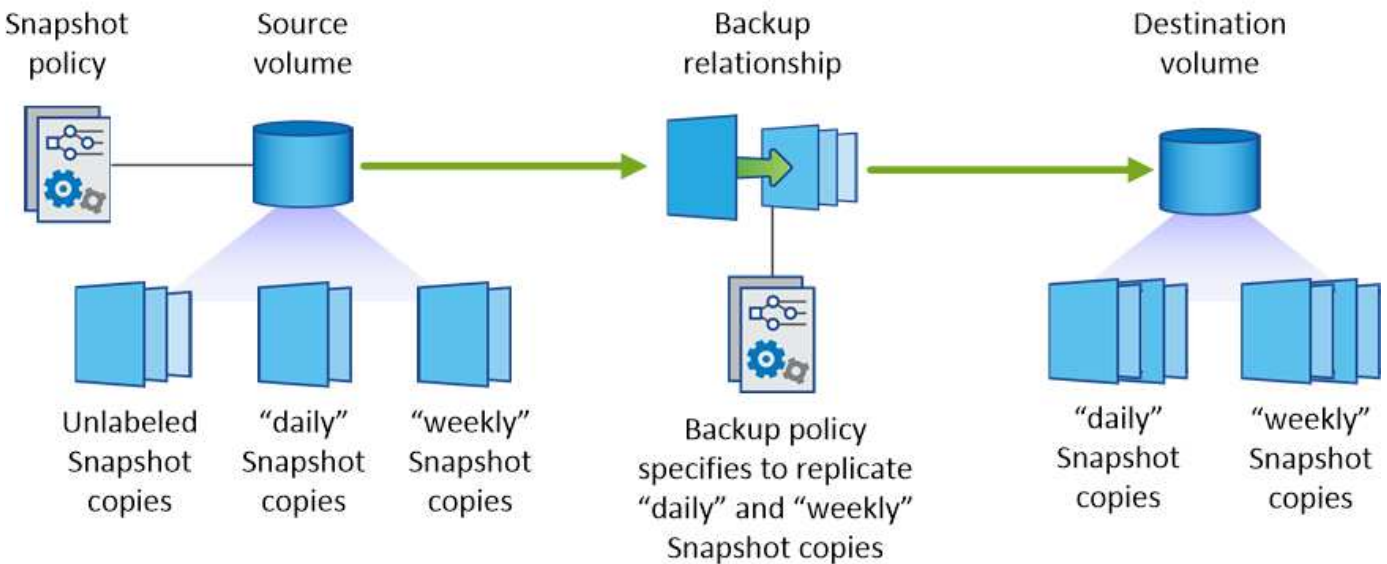 Snapshot
policy
Source
volume
Backup
relationship
Destination
volume
Unlabeled
Snapshot
copies
“daily”
Snapshot
copies
“weekly”
Snapshot
copies
Backup policy
specifies to replicate
“daily” and “weekly”
Snapshot copies
“daily”
Snapshot
copies
“weekly”
Snapshot
copies